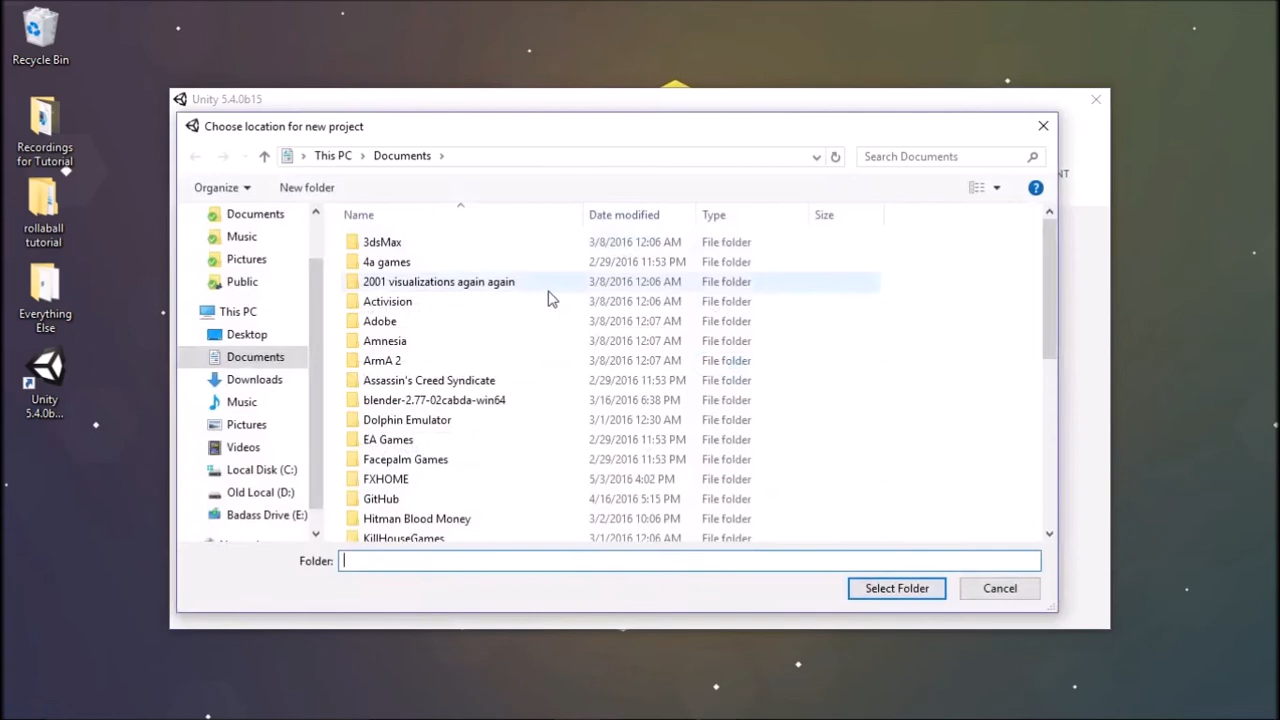 Recycle Bin
Recordings
for Tutorial
rollaball
tutorial
Everything
Else
Unity
5.4.0b...
Unity 5.4.0b15
Choose location for new project
This PC
Documents
Search Documents
Organize
New folder
NT
Documents
Music
Pictures
Public
This PC
Desktop
Documents
Downloads
Music
Pictures
Videos
Local Disk (C:)
Old Local (D:)
Badass Drive (E:)
Name Date modified Type Size
3dsMax 3/8/2016 12:06 AM File folder
4a games 2/29/2016 11:53 PM File folder
2001 visualizations again again 3/8/2016 12:06 AM File folder
Activision 3/8/2016 12:06 AM File folder
Adobe 3/8/2016 12:07 AM File folder
Amnesia 3/8/2016 12:07 AM File folder
ArmA 2 3/8/2016 12:07 AM File folder
Assassin's Creed Syndicate 2/29/2016 11:53 PM File folder
blender-2.77-02cabda-win64 3/16/2016 6:38 PM File folder
Dolphin Emulator 3/1/2016 12:30 AM File folder
EA Games 2/29/2016 11:53 PM File folder
Facepalm Games 2/29/2016 11:53 PM File folder
FXHOME 5/3/2016 4:02 PM File folder
GitHub 4/16/2016 5:15 PM File folder
Hitman Blood Money 3/2/2016 10:06 PM File folder
KillHouseGames 3/1/2016 12:06 AM File folder
Folder:
Select Folder
Cancel